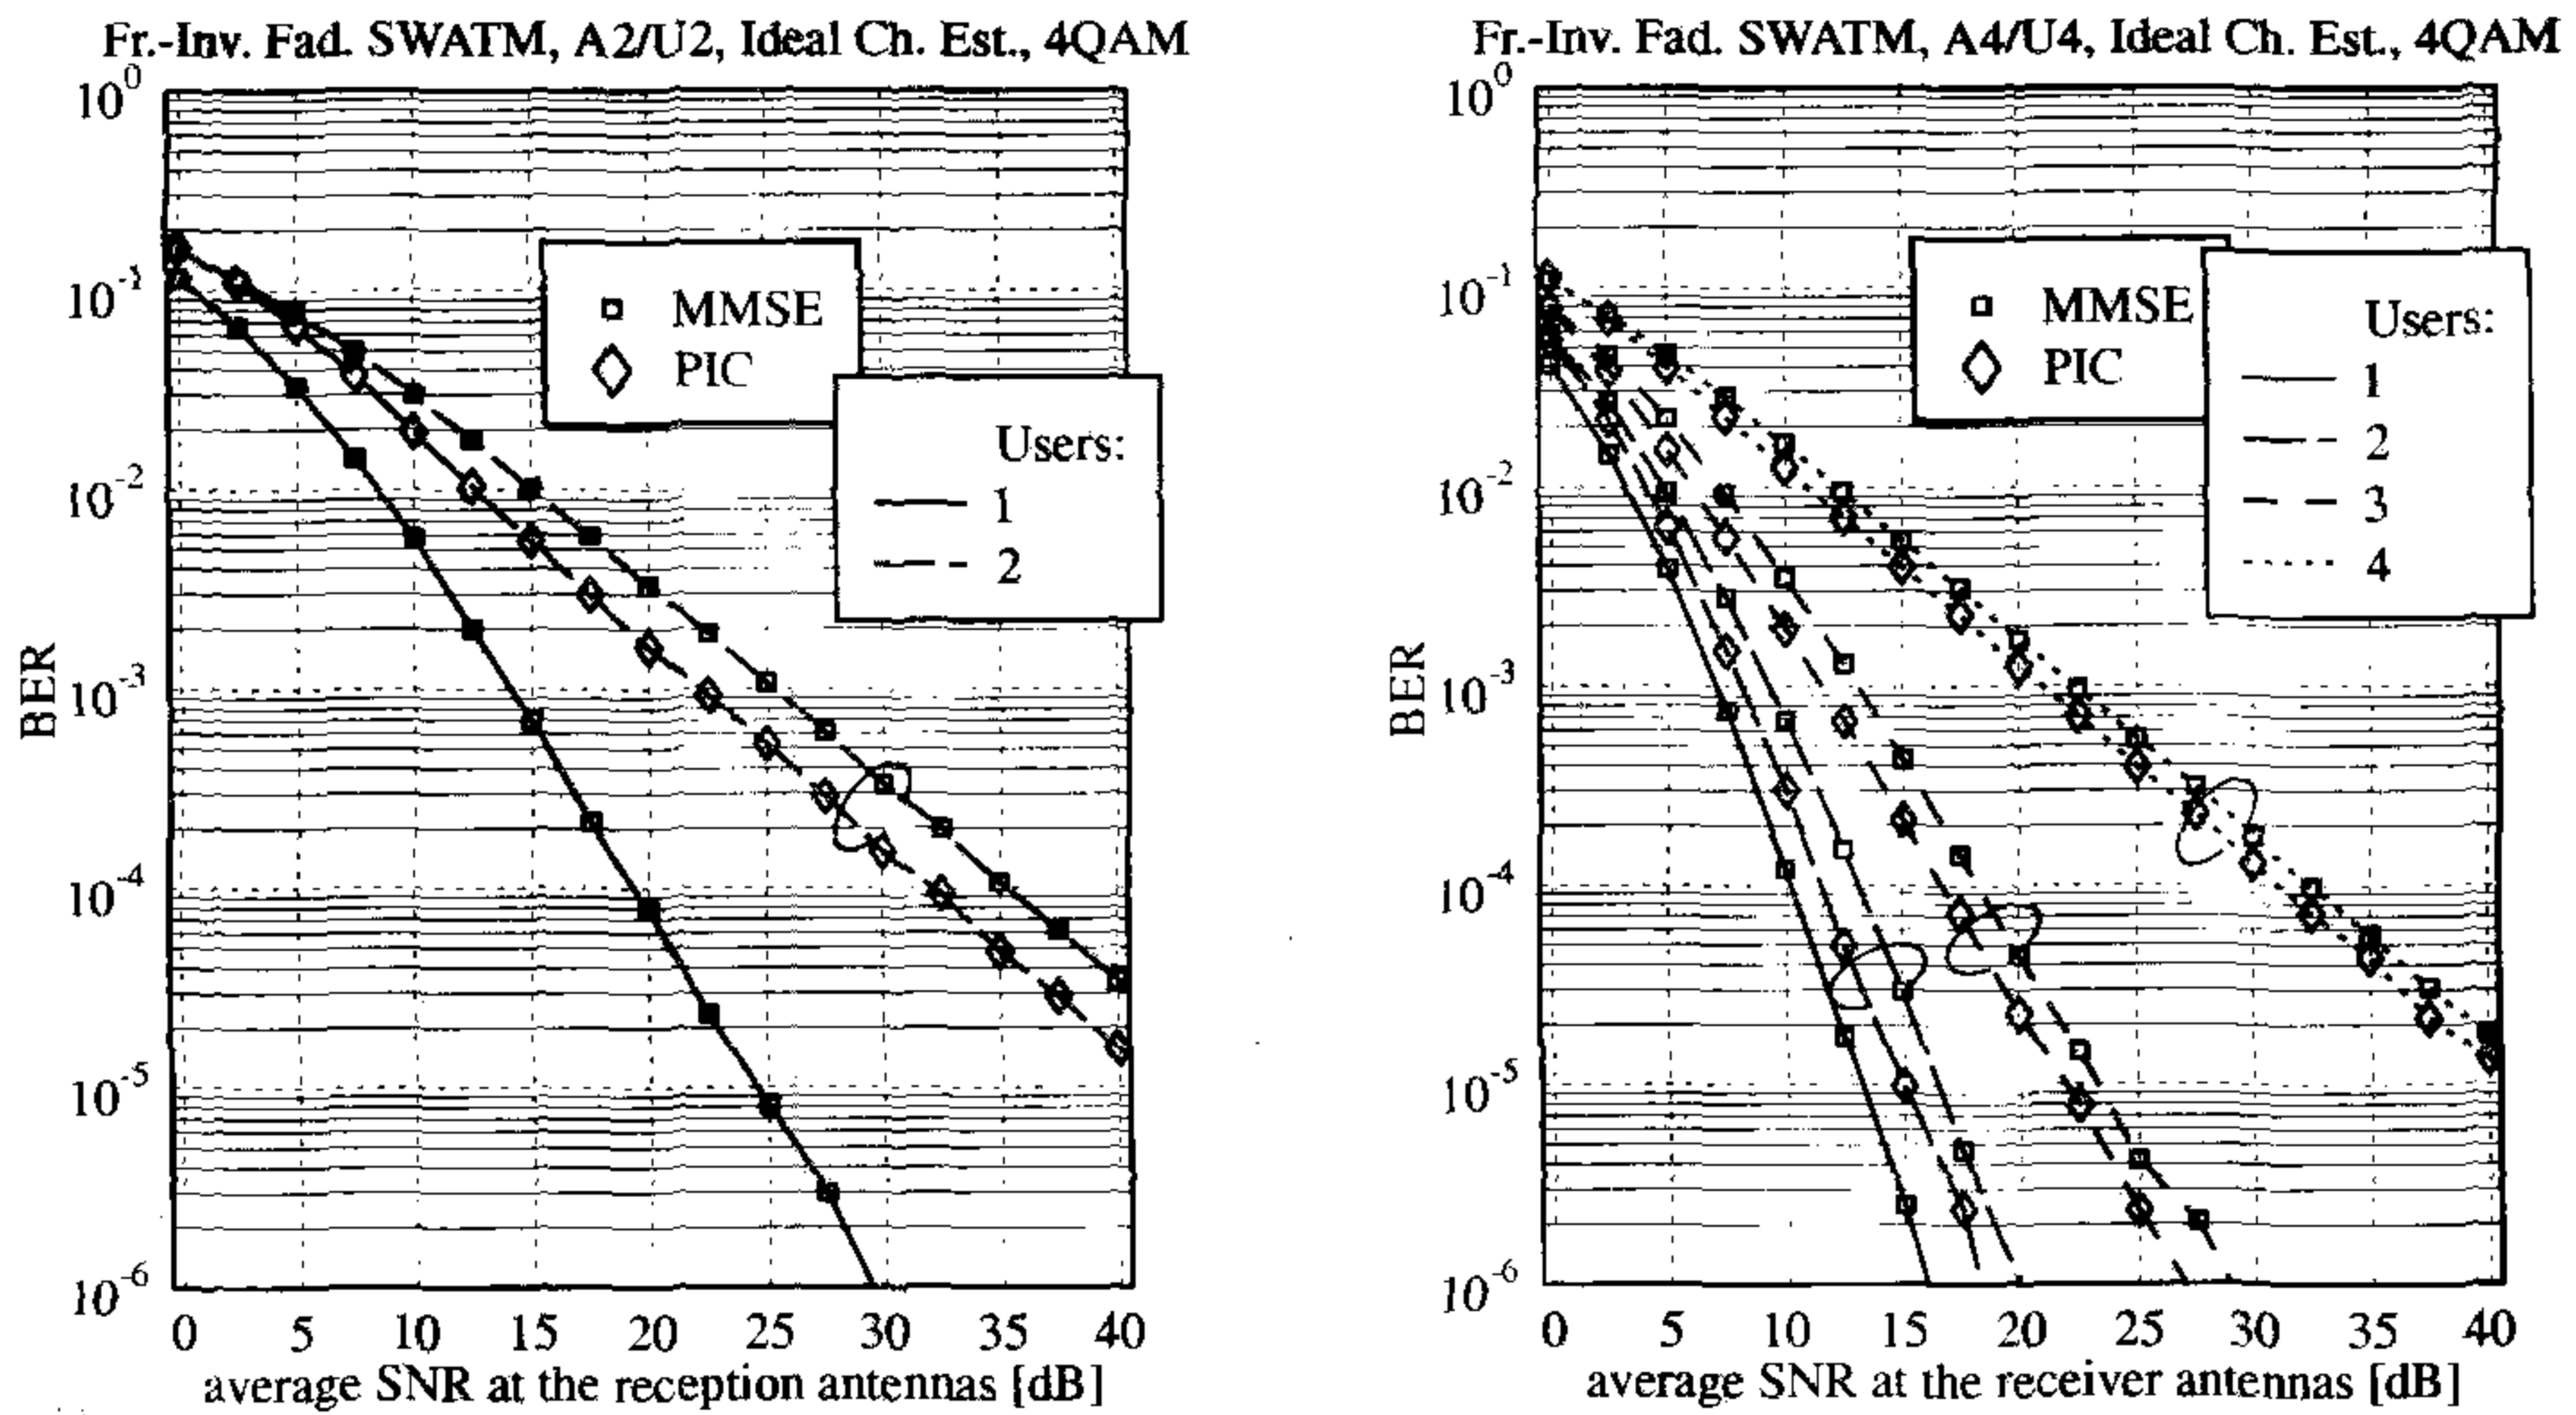 Fr.-Inv. Fad. SWATM, A2/U2, Ideal Ch. Est., 4QAM
10^0
10^-1
10^-2
10^-3
10^-4
10^-5
10^-6
BER
MMSE
PIC
Users:
1
2
0 5 10 15 20 25 30 35 40
average SNR at the reception antennas [dB]
Fr.-Inv. Fad. SWATM, A4/U4, Ideal Ch. Est., 4QAM
10^0
10^-1
10^-2
10^-3
10^-4
10^-5
10^-6
BER
MMSE
PIC
Users:
1
2
3
4
0 5 10 15 20 25 30 35 40
average SNR at the receiver antennas [dB]